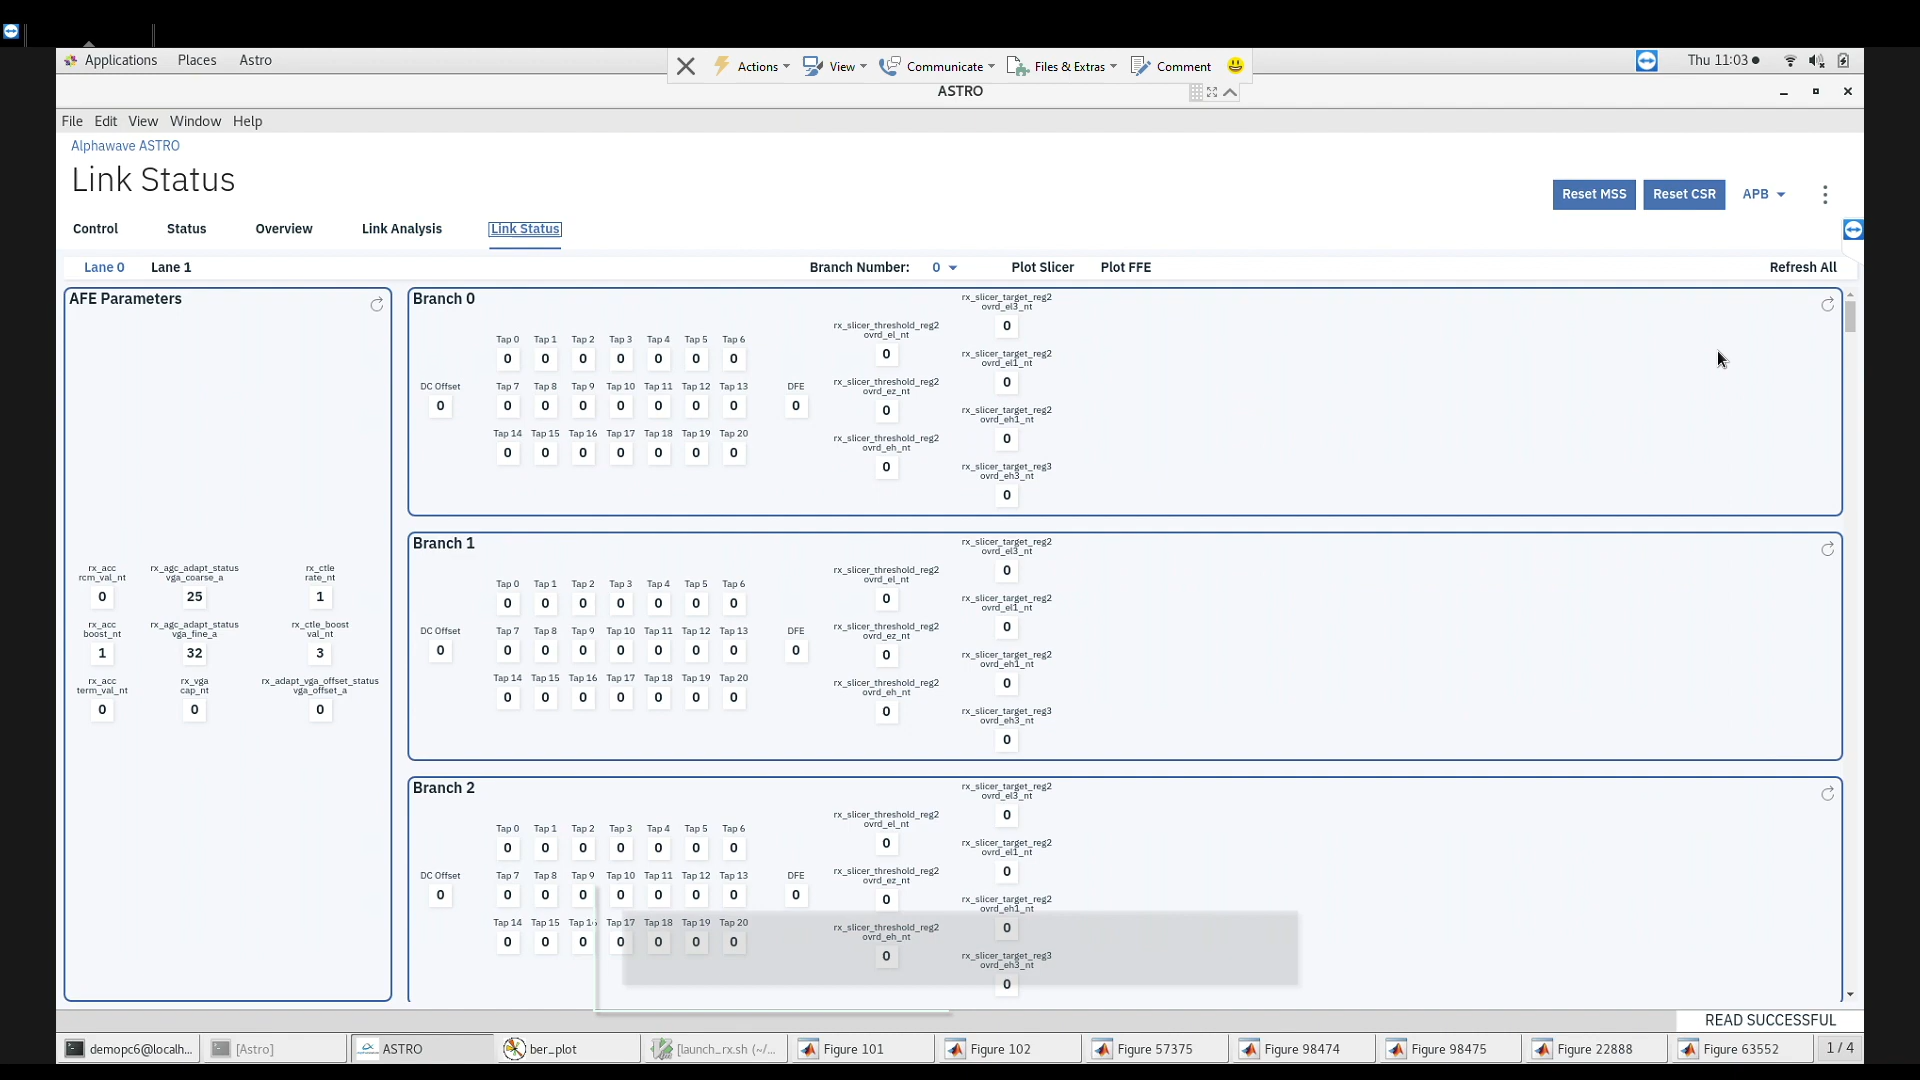 Applications Places Astro
Actions View Communicate Files & Extras Comment
Thu 11:03
ASTRO
File Edit View Window Help
Alphawave ASTRO
Link Status
Reset MSS Reset CSR APB
Control Status Overview Link Analysis Link Status
Lane 0 Lane 1 Branch Number: 0 Plot Slicer Plot FFE Refresh All
AFE Parameters
rx_acc rx_agc_adapt_status rx_ctle
rcm_val_nt vga_coarse_a rate_nt
0 25 1
rx_acc rx_agc_adapt_status rx_ctle_boost
boost_nt vga_fine_a val_nt
1 32 3
rx_acc rx_vga rx_adapt_vga_offset_status
term_val_nt cap_nt vga_offset_a
0 0 0
Branch 0
DC Offset
0
Tap 0 Tap 1 Tap 2 Tap 3 Tap 4 Tap 5 Tap 6
0 0 0 0 0 0 0
Tap 7 Tap 8 Tap 9 Tap 10 Tap 11 Tap 12 Tap 13
0 0 0 0 0 0 0
Tap 14 Tap 15 Tap 16 Tap 17 Tap 18 Tap 19 Tap 20
0 0 0 0 0 0 0
DFE
0
rx_slicer_threshold_reg2
ovrd_el_nt
0
rx_slicer_threshold_reg2
ovrd_ez_nt
0
rx_slicer_threshold_reg2
ovrd_eh_nt
0
rx_slicer_target_reg2
ovrd_el3_nt
0
rx_slicer_target_reg2
ovrd_el1_nt
0
rx_slicer_target_reg2
ovrd_eh1_nt
0
rx_slicer_target_reg3
ovrd_eh3_nt
0
Branch 1
DC Offset
0
Tap 0 Tap 1 Tap 2 Tap 3 Tap 4 Tap 5 Tap 6
0 0 0 0 0 0 0
Tap 7 Tap 8 Tap 9 Tap 10 Tap 11 Tap 12 Tap 13
0 0 0 0 0 0 0
Tap 14 Tap 15 Tap 16 Tap 17 Tap 18 Tap 19 Tap 20
0 0 0 0 0 0 0
DFE
0
rx_slicer_threshold_reg2
ovrd_el_nt
0
rx_slicer_threshold_reg2
ovrd_ez_nt
0
rx_slicer_threshold_reg2
ovrd_eh_nt
0
rx_slicer_target_reg2
ovrd_el3_nt
0
rx_slicer_target_reg2
ovrd_el1_nt
0
rx_slicer_target_reg2
ovrd_eh1_nt
0
rx_slicer_target_reg3
ovrd_eh3_nt
0
Branch 2
DC Offset
0
Tap 0 Tap 1 Tap 2 Tap 3 Tap 4 Tap 5 Tap 6
0 0 0 0 0 0 0
Tap 7 Tap 8 Tap 9 Tap 10 Tap 11 Tap 12 Tap 13
0 0 0 0 0 0 0
Tap 14 Tap 15 Tap Tap 17 Tap 18 Tap 19 Tap 20
0 0 0 0 0 0 0
DFE
0
rx_slicer_threshold_reg2
ovrd_el_nt
0
rx_slicer_threshold_reg2
ovrd_ez_nt
0
rx_slicer_threshold_reg2
ovrd_eh_nt
0
rx_slicer_target_reg2
ovrd_el3_nt
0
rx_slicer_target_reg2
ovrd_el1_nt
0
rx_slicer_target_reg2
ovrd_eh1_nt
0
rx_slicer_target_reg3
ovrd_eh3_nt
0
READ SUCCESSFUL
demopc6@localh... [Astro] ASTRO ber_plot [launch_rx.sh (~/... Figure 101 Figure 102 Figure 57375 Figure 98474 Figure 98475 Figure 22888 Figure 63552 1 / 4